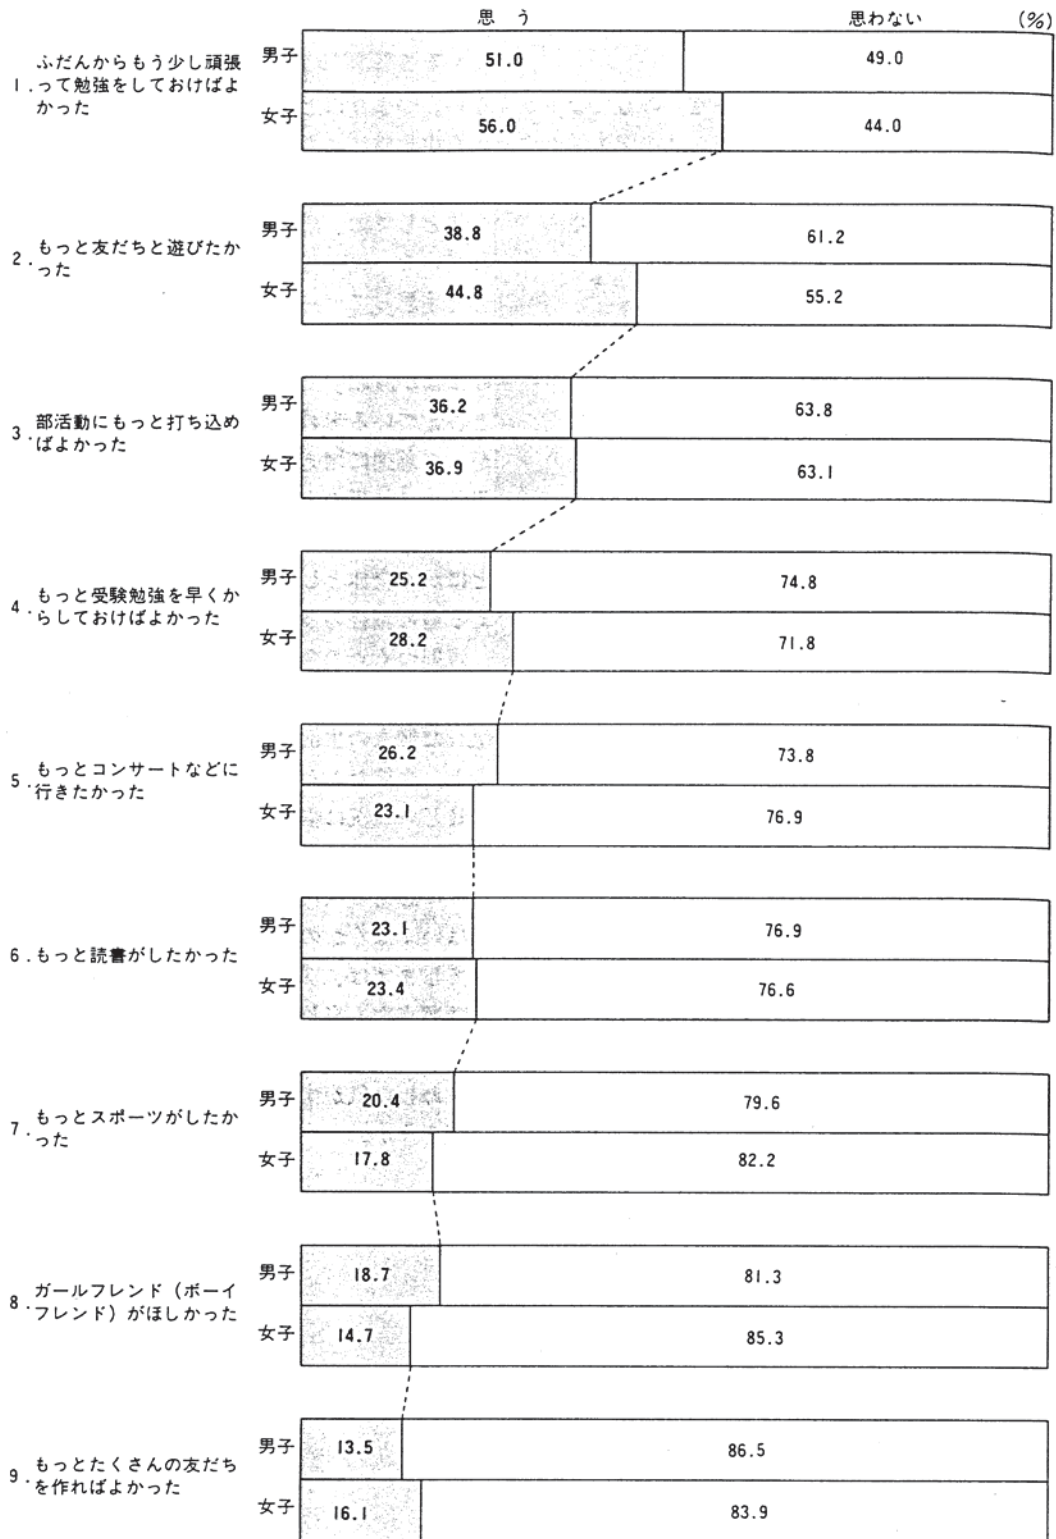 思う 思わない (%)
1. ふだんからもう少し頑張
って勉強をしておけばよ
かった
男子 51.0 49.0
女子 56.0 44.0
2. もっと友だちと遊びたか
った
男子 38.8 61.2
女子 44.8 55.2
3. 部活動にもっと打ち込め
ばよかった
男子 36.2 63.8
女子 36.9 63.1
4. もっと受験勉強を早くか
らしておけばよかった
男子 25.2 74.8
女子 28.2 71.8
5. もっとコンサートなどに
行きたかった
男子 26.2 73.8
女子 23.1 76.9
6. もっと読書がしたかった
男子 23.1 76.9
女子 23.4 76.6
7. もっとスポーツがしたか
った
男子 20.4 79.6
女子 17.8 82.2
8. ガールフレンド（ボーイ
フレンド）がほしかった
男子 18.7 81.3
女子 14.7 85.3
9. もっとたくさんの友だち
を作ればよかった
男子 13.5 86.5
女子 16.1 83.9